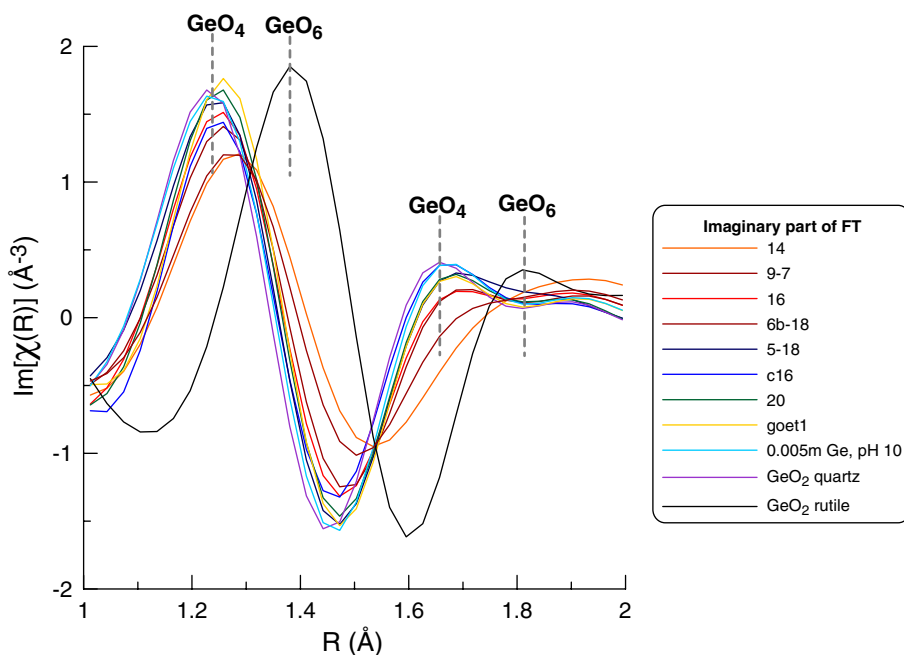 GeO4
GeO6
2
1
0
-1
-2
Im[χ(R)] (Å-3)
GeO4
GeO6
1
1.2
1.4
1.6
1.8
2
R (Å)
Imaginary part of FT
14
9-7
16
6b-18
5-18
c16
20
goet1
0.005m Ge, pH 10
GeO2 quartz
GeO2 rutile